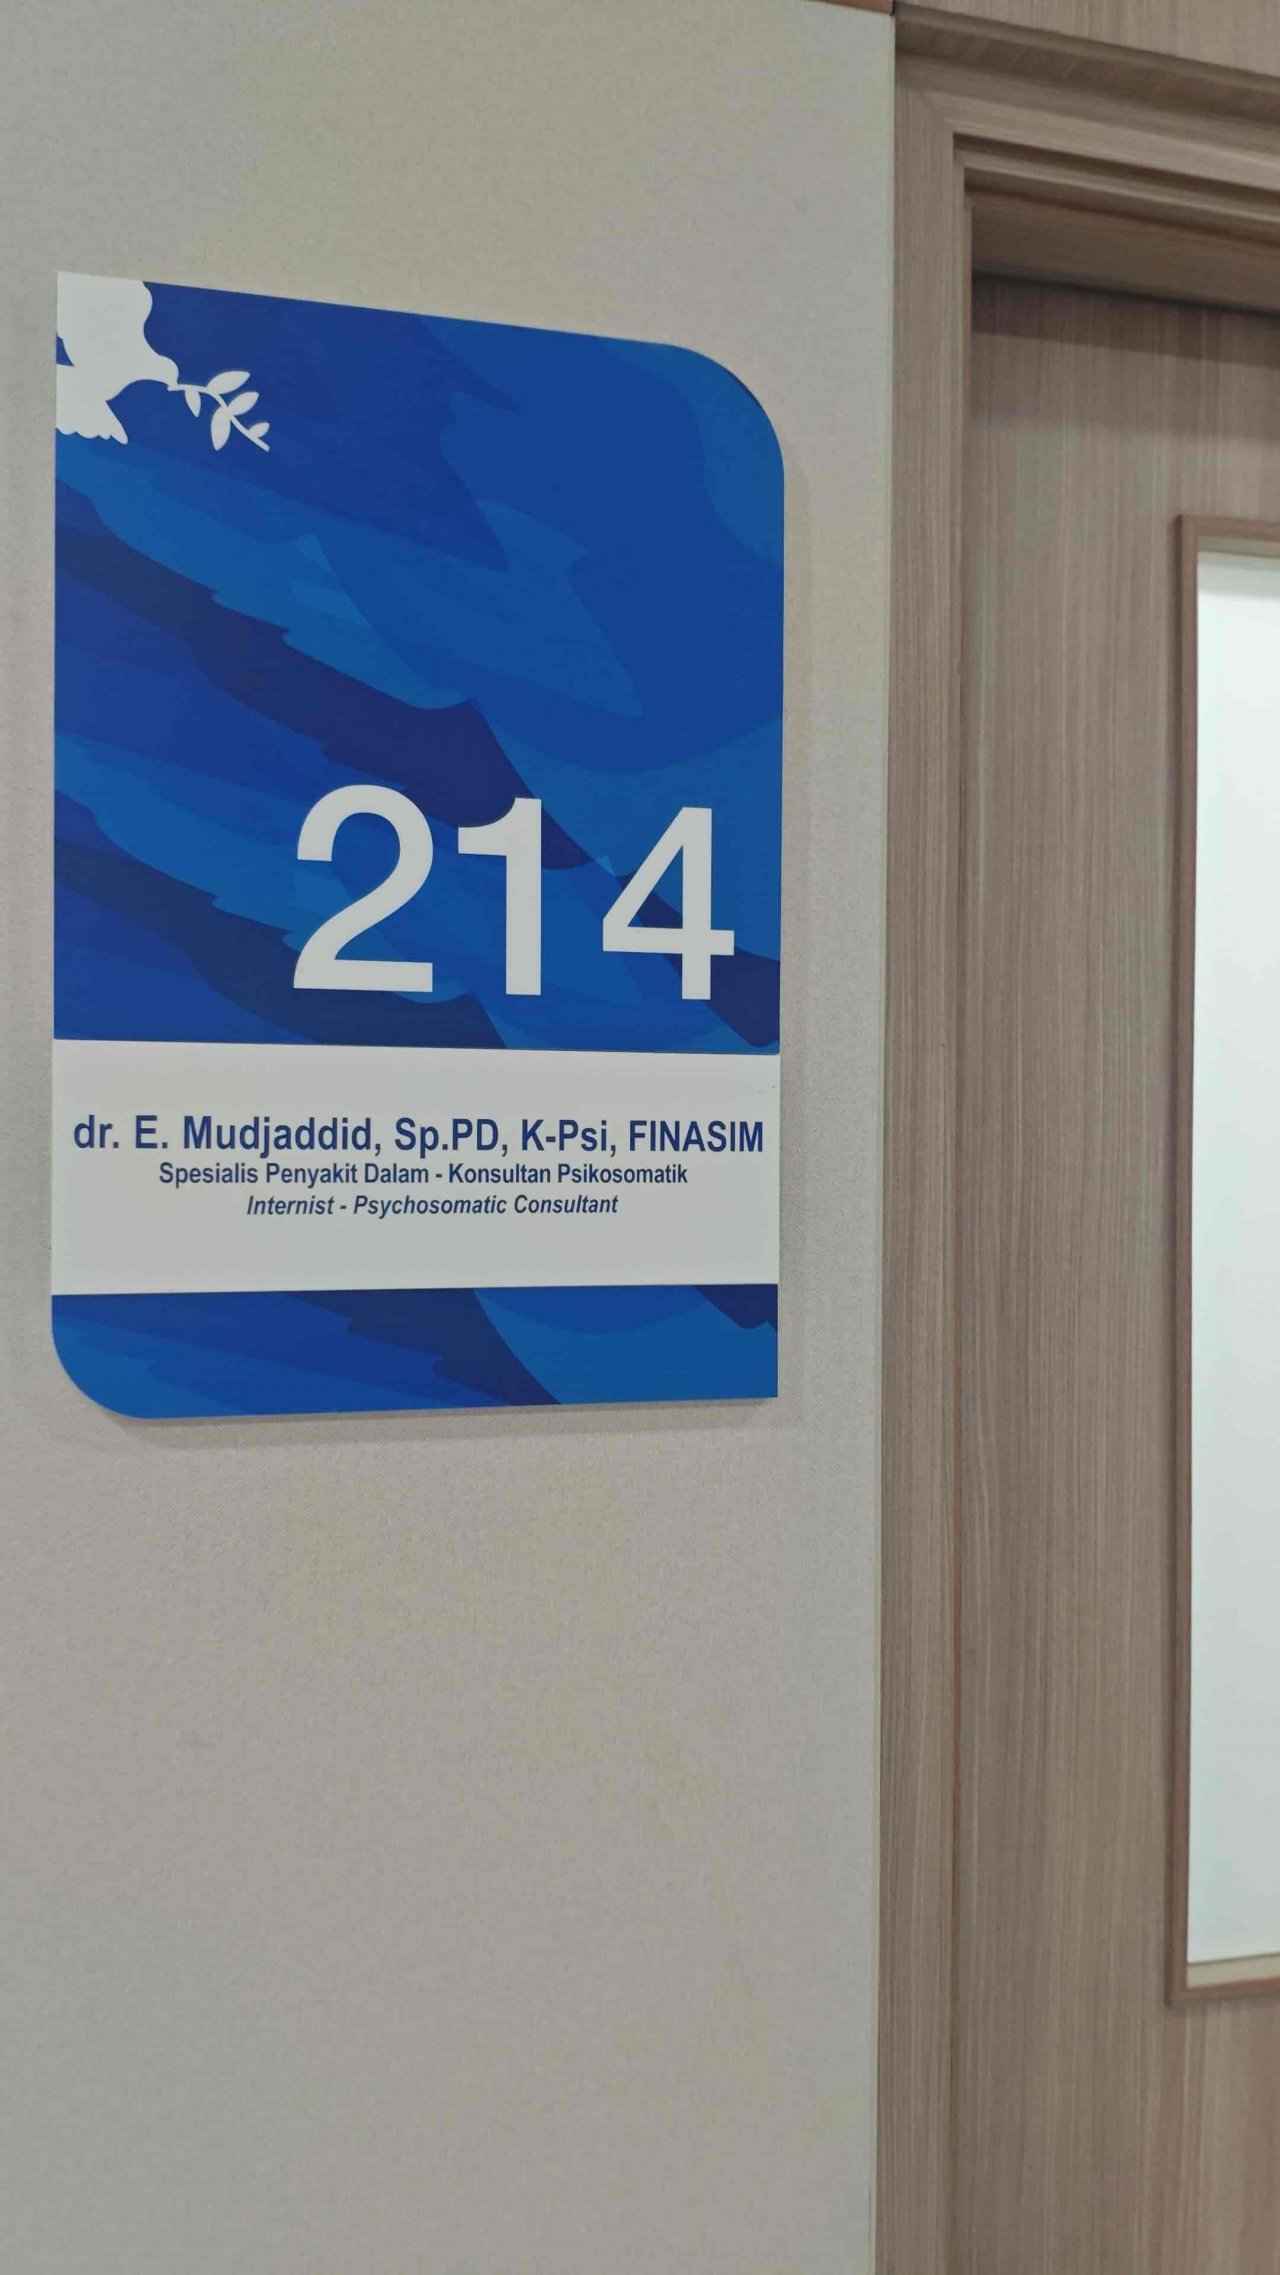 214
dr. E. Mudjaddid, Sp.PD, K-Psi, FINASIM
Spesialis Penyakit Dalam - Konsultan Psikosomatik
Internist - Psychosomatic Consultant